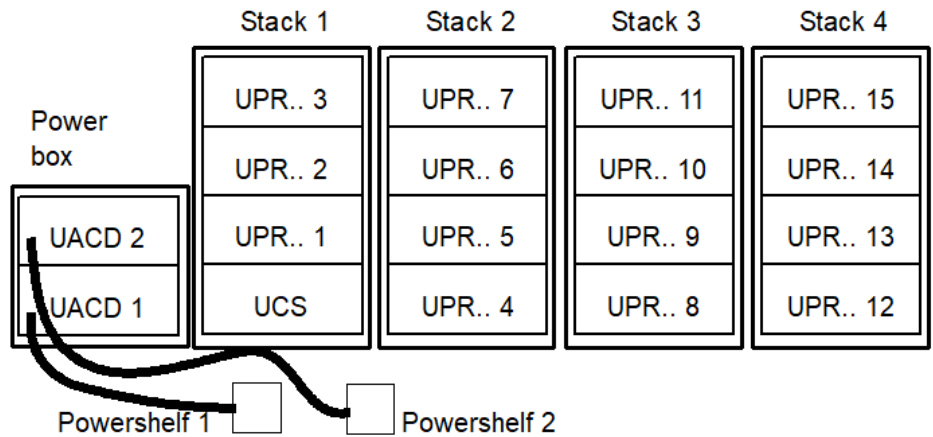 Stack 1
Stack 2
Stack 3
Stack 4
Power
box
UACD 2
UACD 1
UPR.. 3
UPR.. 2
UPR.. 1
UCS
UPR.. 7
UPR.. 6
UPR.. 5
UPR.. 4
UPR.. 11
UPR.. 10
UPR.. 9
UPR.. 8
UPR.. 15
UPR.. 14
UPR.. 13
UPR.. 12
Powershelf 1
Powershelf 2